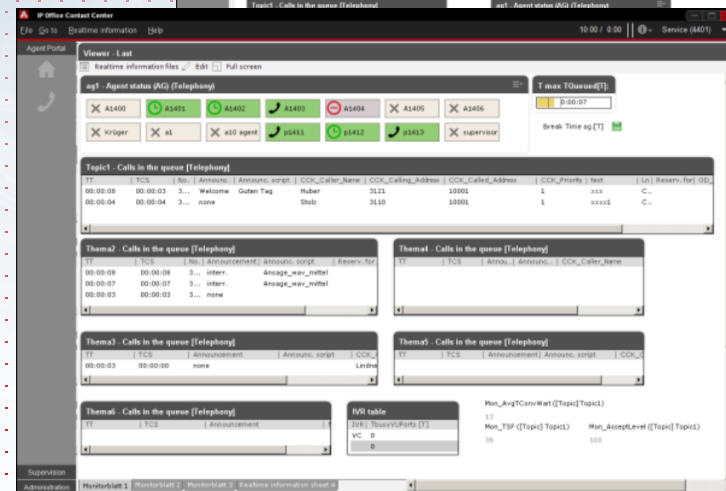 Topic1 - Calls in the queue [Telephony]
ag1 - Agent status (AG) (Telephony)
IP Office Contact Center
File Go to Realtime information Help
10:00 / 0:00
Service (4401)
Agent Portal
Viewer - Last
Realtime information files Edit Full screen
ag1 - Agent status (AG) (Telephony)
T max TQueued[T]:
A1400 A1401 A1402 A1403 A1404 A1405 A1406
0:00:07
Krüger a1 a10 agent p1411 p1412 p1413 supervisor
Break Time ag.[T]
Topic1 - Calls in the queue [Telephony]
TT | TCS | No. | Announc. | Announc. script | CCK_Caller_Name | CCK_Calling_Address | CCK_Called_Address | CCK_Priority | text | Ln | Reserv. for | OD_
00:00:08 00:00:03 3... Welcome Guten Tag Huber 3121 10001 1 xxx C..
00:00:04 00:00:04 3... none Stolz 3110 10001 1 xxxx1 C..
Thema2 - Calls in the queue [Telephony]
TT | TCS | No. | Announcement | Announc. script | Reserv. for
00:00:08 00:00:08 3... interr. Ansage_wav_mittel
00:00:07 00:00:07 3... interr. Ansage_wav_mittel
00:00:03 00:00:03 3... none
Thema4 - Calls in the queue [Telephony]
TT | TCS | Annou... | Announc... | CCK_Caller_Name
Thema3 - Calls in the queue [Telephony]
TT | TCS | Announcement | Announc. script | CCK_
00:00:03 00:00:00 none Lindne
Thema5 - Calls in the queue [Telephony]
TT | TCS | Announcement | Announc. script | CCK_C
Thema6 - Calls in the queue [Telephony]
TT | TCS | Announcement
IVR table
IVR | TbusyVUPorts [T]
VC 0
0
Mon_AvgTConvWait ([Topic] Topic1)
13
Mon_TSF ([Topic] Topic1) Mon_AcceptLevel ([Topic] Topic1)
38 100
Supervision
Administration
Monitorblatt 1 Monitorblatt 2 Monitorblatt 3 Realtime information sheet 4